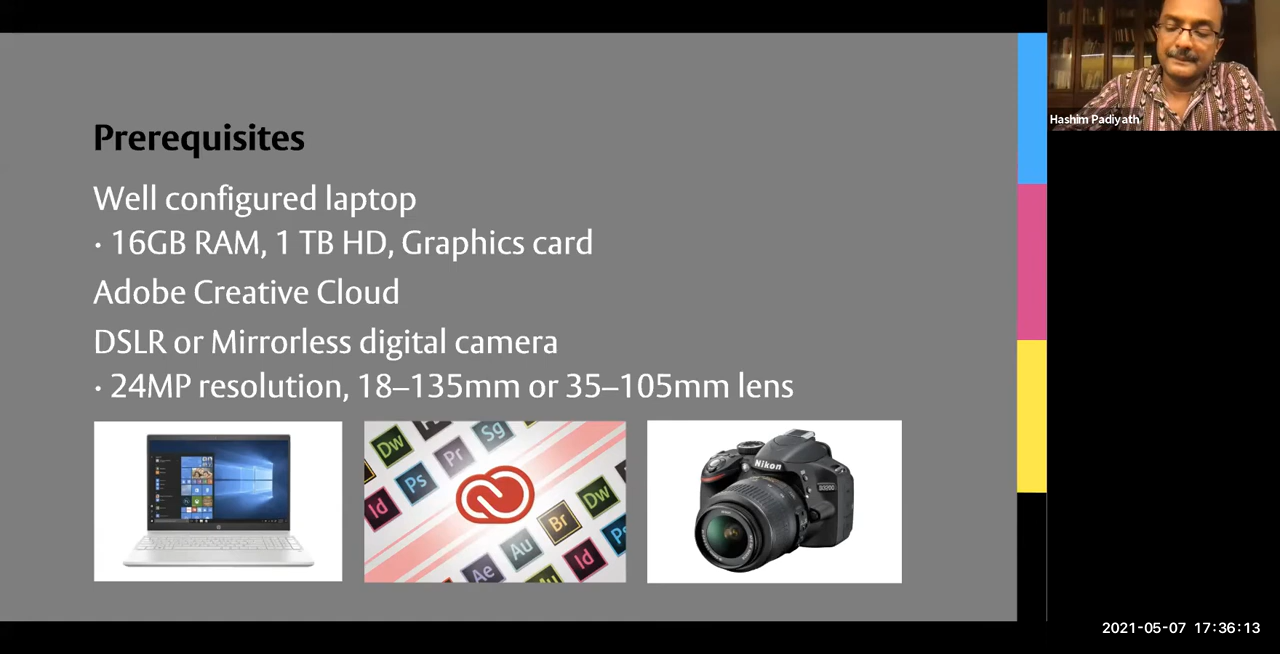 Prerequisites
Well configured laptop
· 16GB RAM, 1 TB HD, Graphics card
Adobe Creative Cloud
DSLR or Mirrorless digital camera
· 24MP resolution, 18–135mm or 35–105mm lens
Dw
Sg
Pr
Ps
Id
Dw
Br
Au
Id
Ps
Ae
Nikon
D3200
Hashim Padiyath
2021-05-07 17:36:13